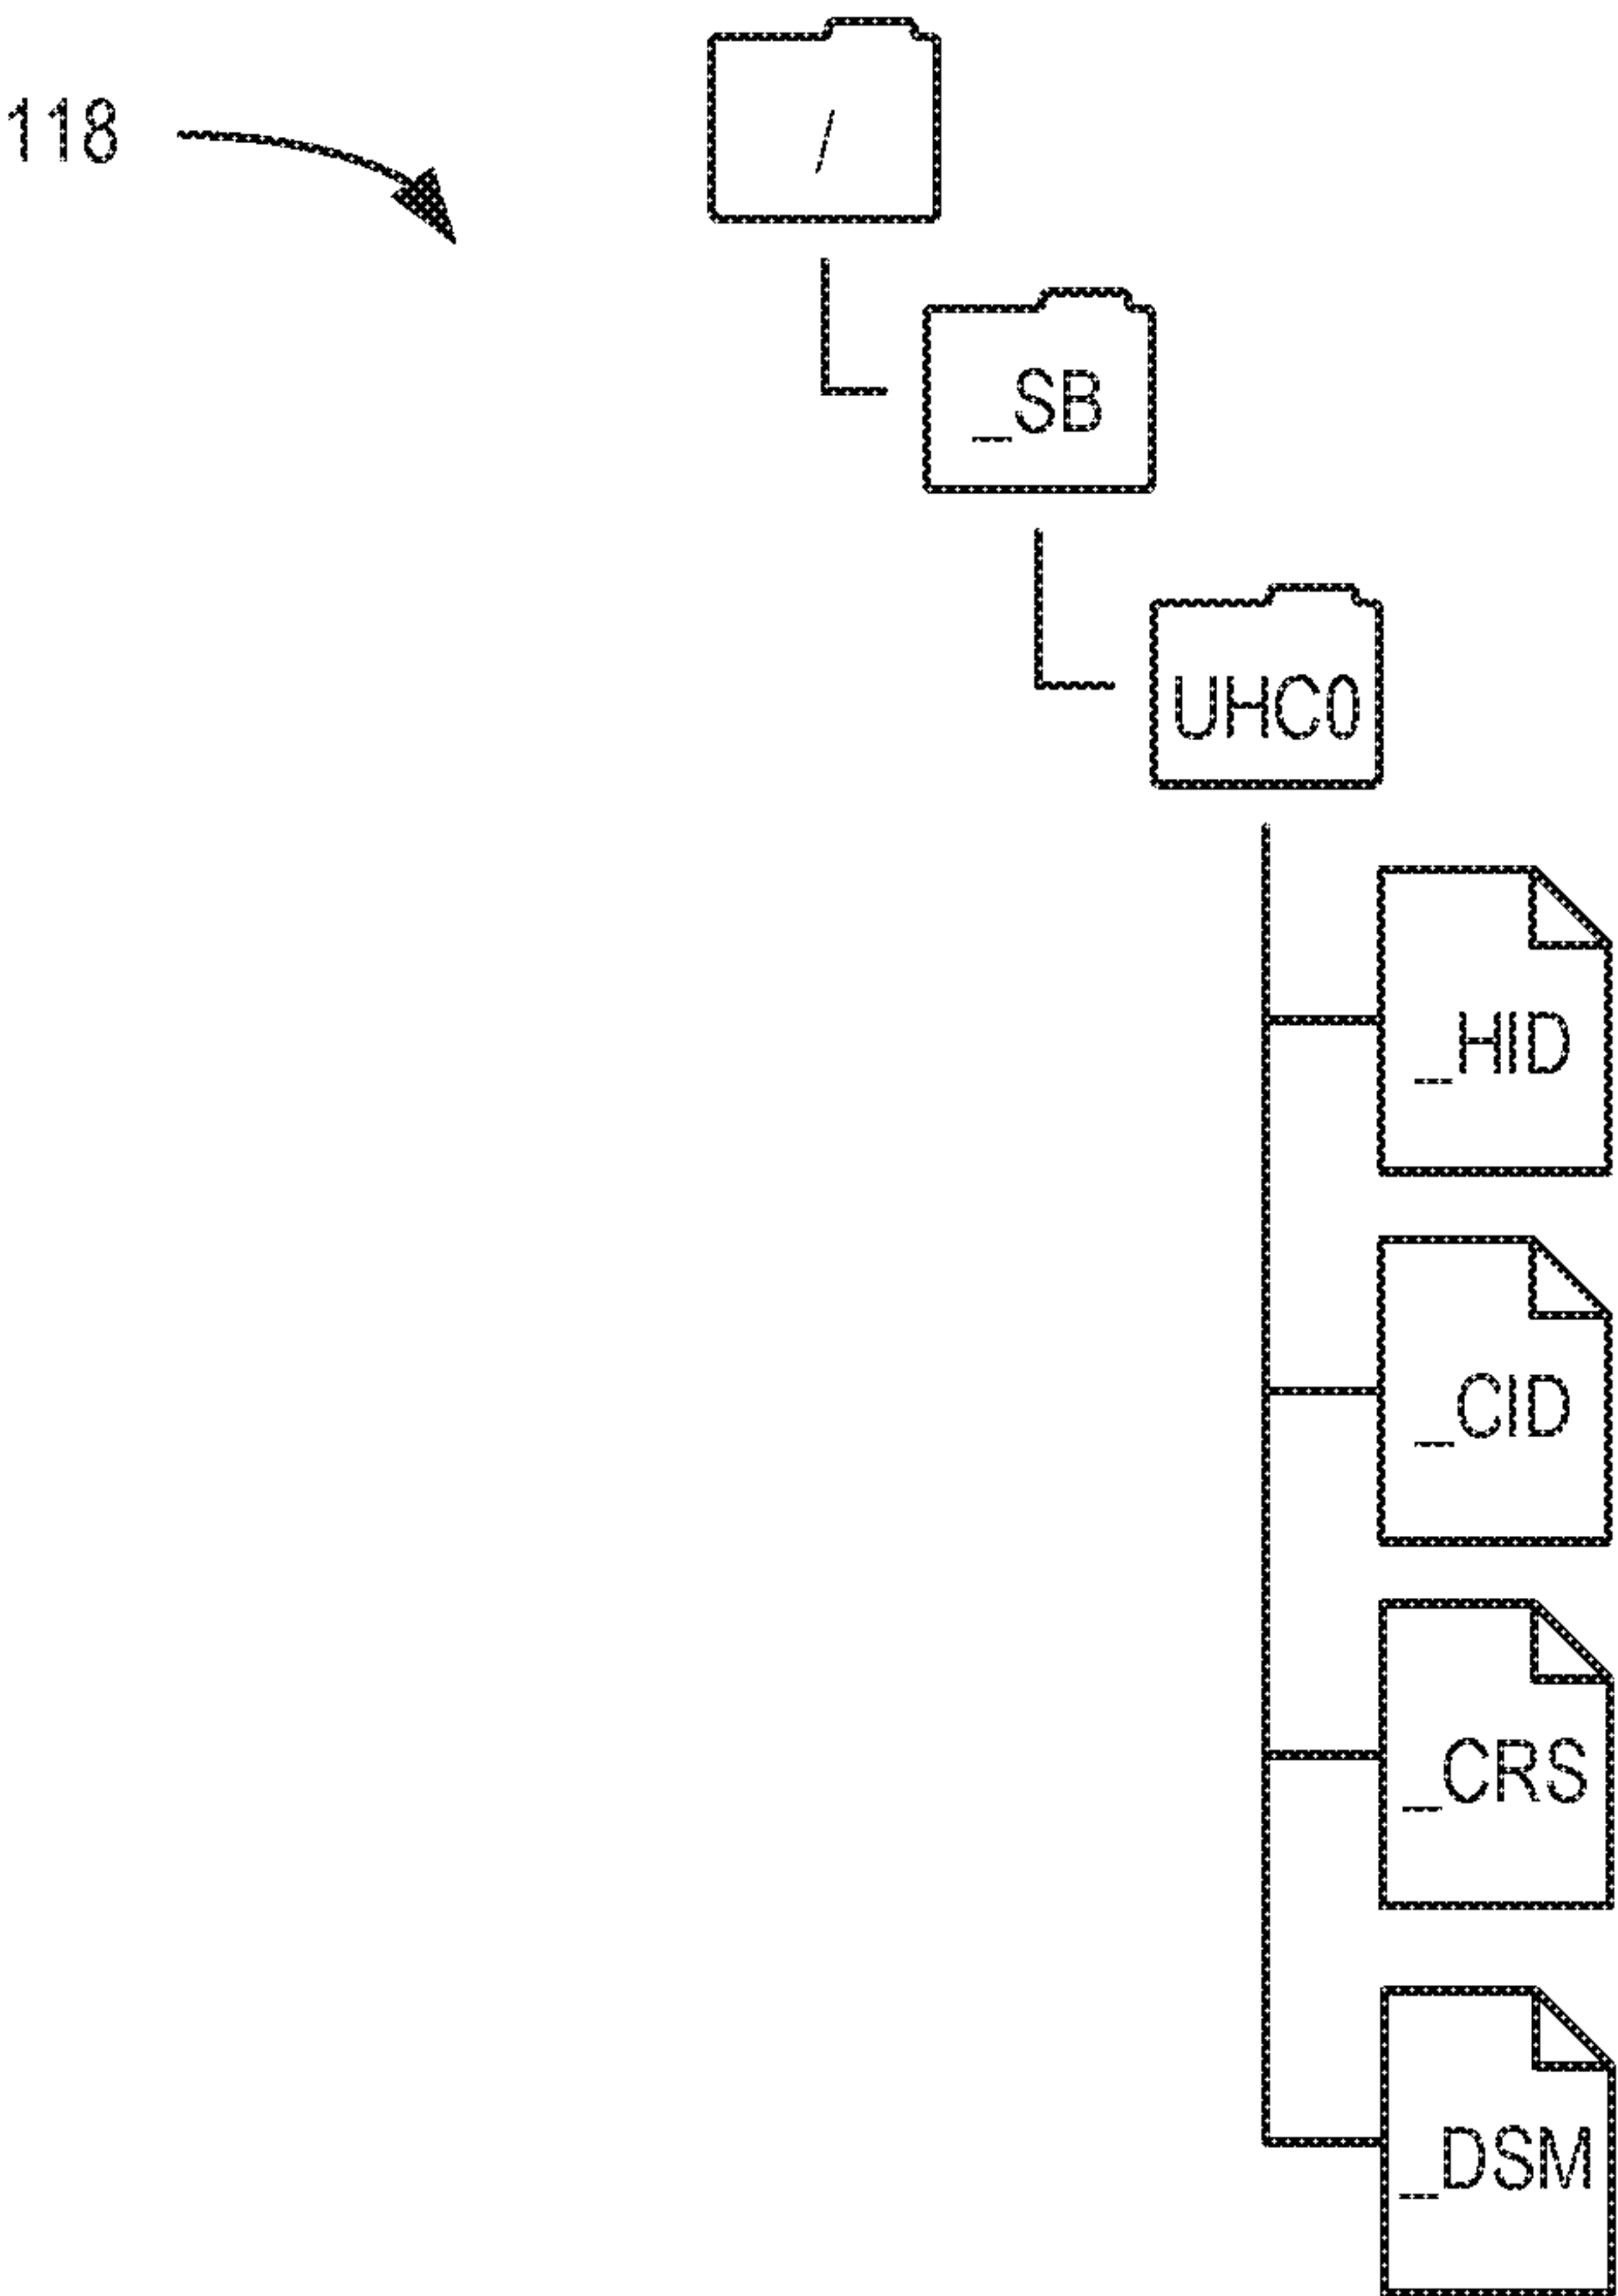 118
/
_SB
UHC0
_HID
_CID
_CRS
_DSM